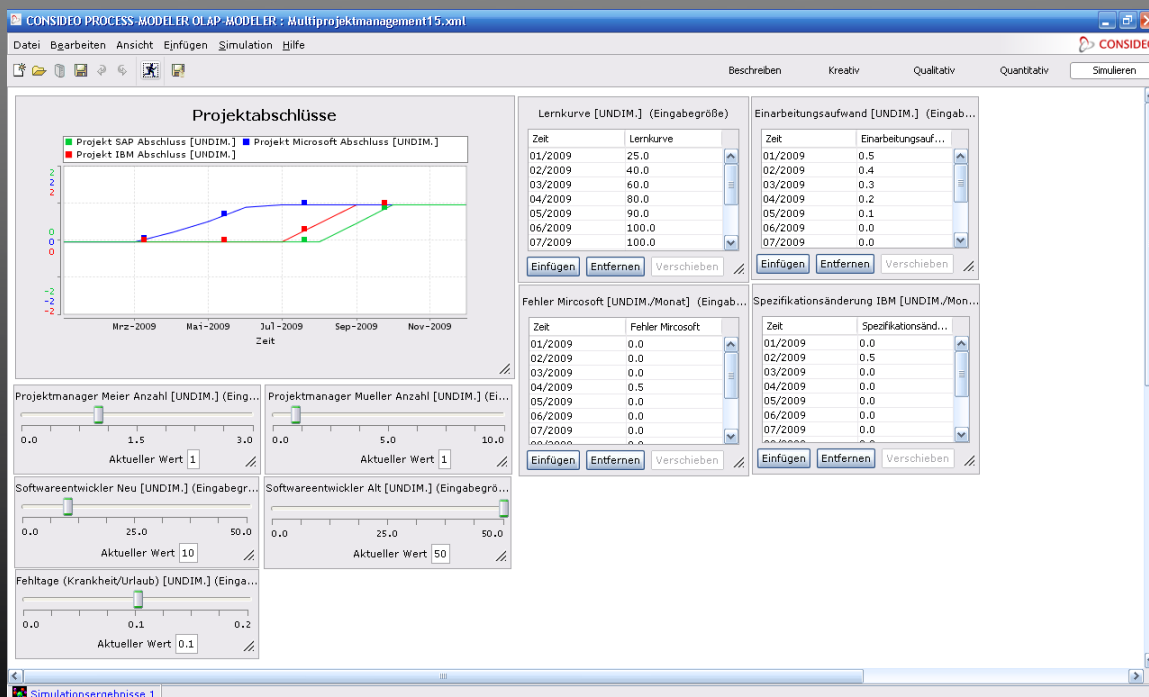 CONSIDEO PROCESS-MODELER OLAP-MODELER : Multiprojektmanagement15.xml
Datei Bearbeiten Ansicht Einfügen Simulation Hilfe
CONSIDEO
Beschreiben Kreativ Qualitativ Quantitativ Simulieren
Projektabschlüsse
Projekt SAP Abschluss [UNDIM.] Projekt Microsoft Abschluss [UNDIM.]
Projekt IBM Abschluss [UNDIM.]
2
2
2
0
0
0
-2
-2
-2
Mrz-2009 Mai-2009 Jul-2009 Sep-2009 Nov-2009
Zeit
Lernkurve [UNDIM.] (Eingabegröße)
Zeit Lernkurve
01/2009 25.0
02/2009 40.0
03/2009 60.0
04/2009 80.0
05/2009 90.0
06/2009 100.0
07/2009 100.0
Einfügen Entfernen Verschieben
Einarbeitungsaufwand [UNDIM.] (Eingab...
Zeit Einarbeitungsauf...
01/2009 0.5
02/2009 0.4
03/2009 0.3
04/2009 0.2
05/2009 0.1
06/2009 0.0
07/2009 0.0
Einfügen Entfernen Verschieben
Fehler Mircosoft [UNDIM./Monat] (Eingab...
Zeit Fehler Mircosoft
01/2009 0.0
02/2009 0.0
03/2009 0.0
04/2009 0.5
05/2009 0.0
06/2009 0.0
07/2009 0.0
Einfügen Entfernen Verschieben
Spezifikationsänderung IBM [UNDIM./Mon...
Zeit Spezifikationsänd...
01/2009 0.0
02/2009 0.5
03/2009 0.0
04/2009 0.0
05/2009 0.0
06/2009 0.0
07/2009 0.0
Einfügen Entfernen Verschieben
Projektmanager Meier Anzahl [UNDIM.] (Eing...
0.0 1.5 3.0
Aktueller Wert 1
Projektmanager Mueller Anzahl [UNDIM.] (Ei...
0.0 5.0 10.0
Aktueller Wert 1
Softwareentwickler Neu [UNDIM.] (Eingabegr...
0.0 25.0 50.0
Aktueller Wert 10
Softwareentwickler Alt [UNDIM.] (Eingabegrö...
0.0 25.0 50.0
Aktueller Wert 50
Fehltage (Krankheit/Urlaub) [UNDIM.] (Einga...
0.0 0.1 0.2
Aktueller Wert 0.1
Simulationsergebnisse 1